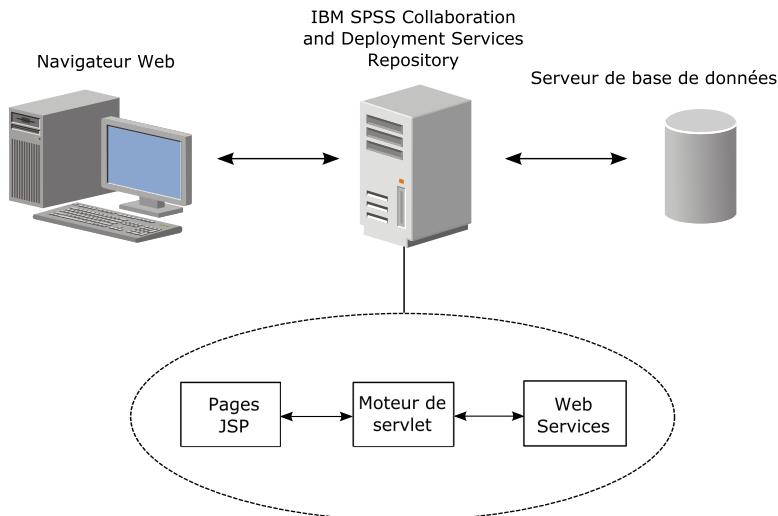 Navigateur Web
IBM SPSS Collaboration
and Deployment Services
Repository
Serveur de base de données
Pages
JSP
Moteur de
servlet
Web
Services